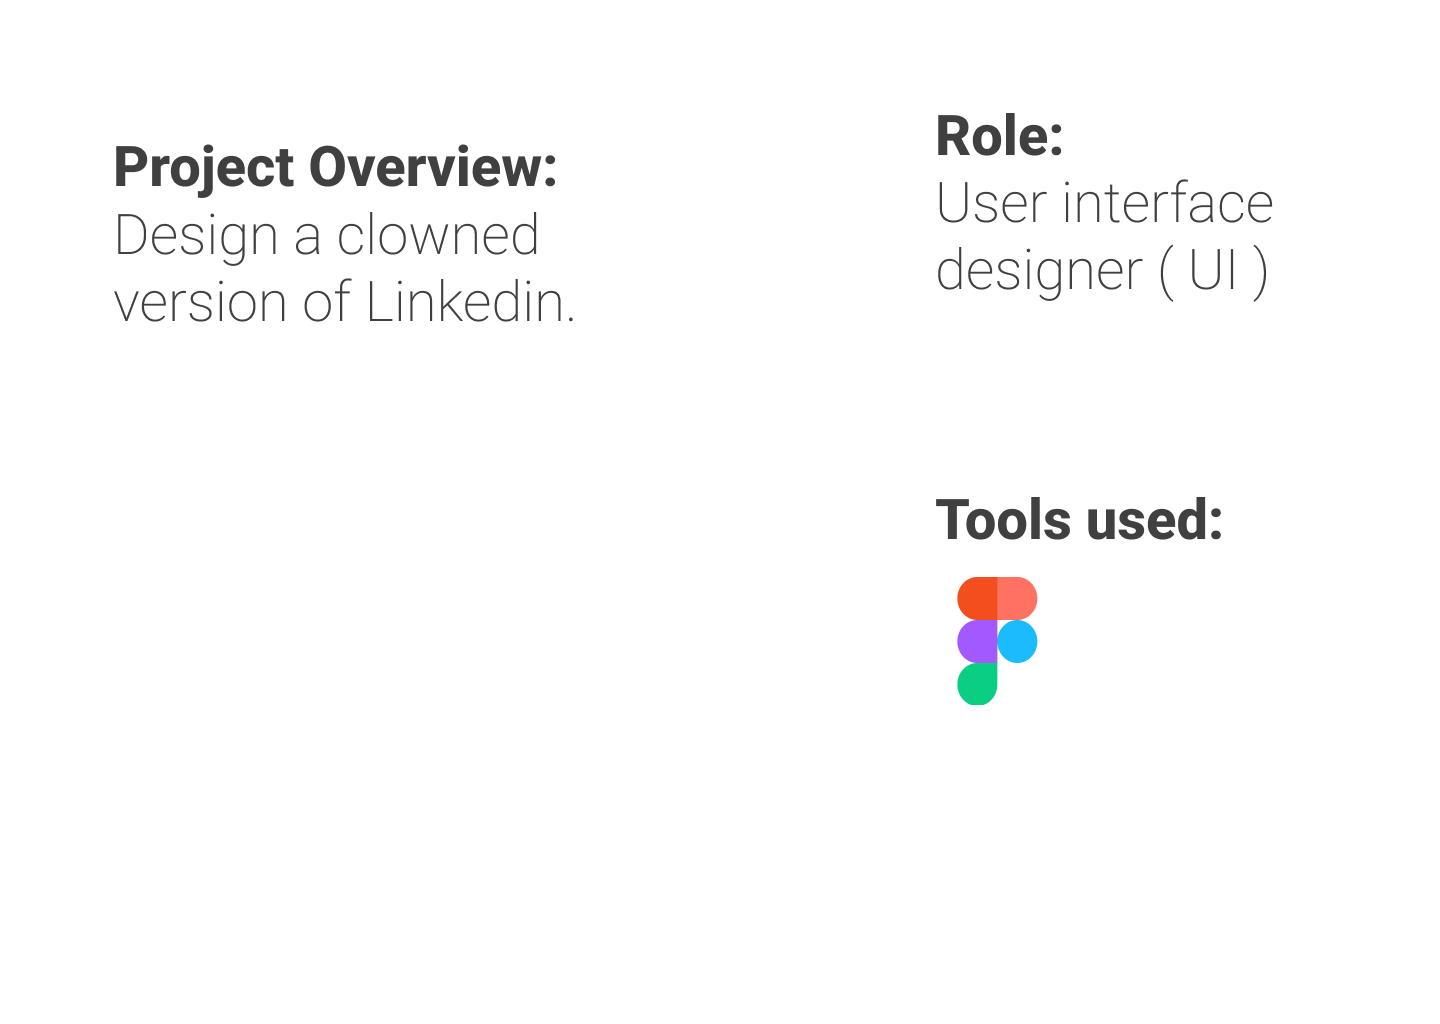 Project Overview:
Design a clowned
version of Linkedin.
Role:
User interface
designer ( UI )
Tools used: